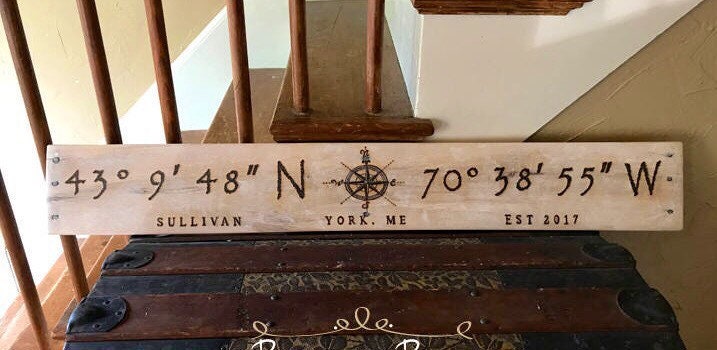 43° 9' 48" N 70° 38' 55" W
SULLIVAN YORK, ME EST 2017